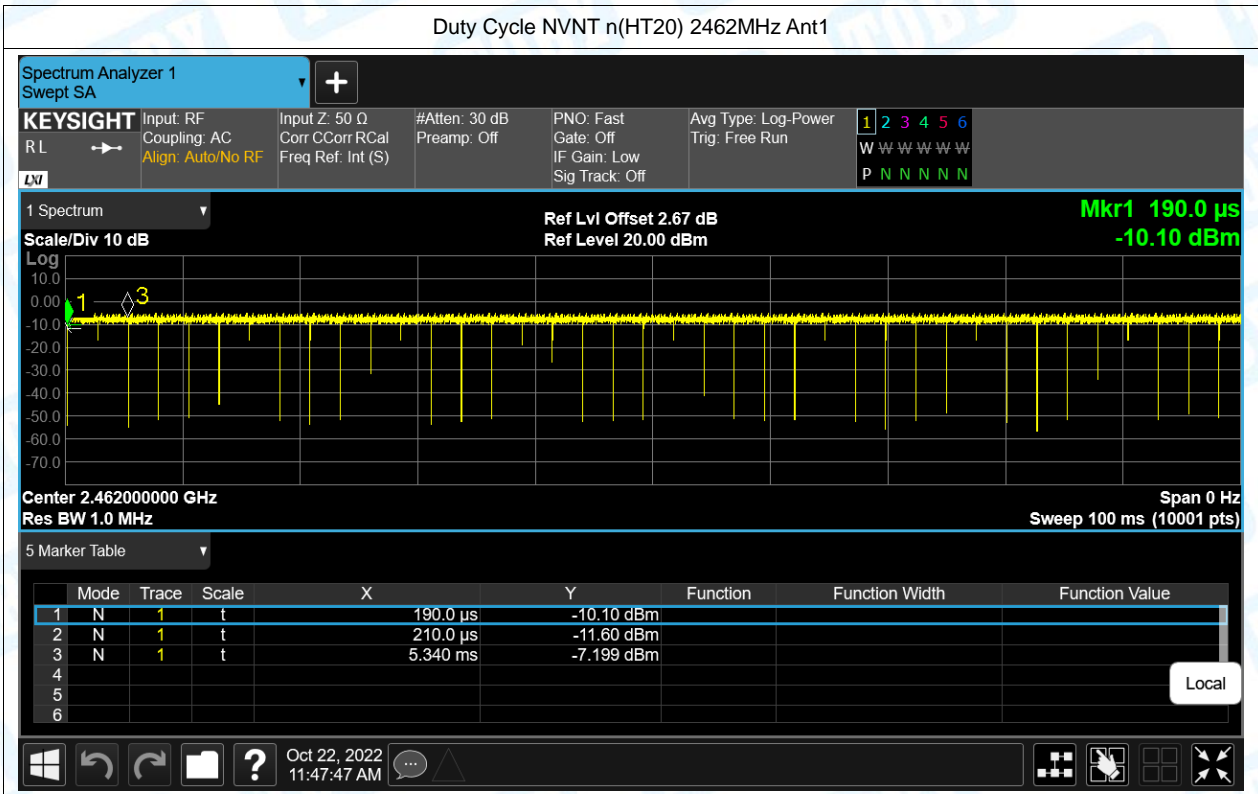 Duty Cycle NVNT n(HT20) 2462MHz Ant1
Spectrum Analyzer 1
Swept SA
KEYSIGHT
RL
LXI
Input: RF
Coupling: AC
Align: Auto/No RF
Input Z: 50 Ω
Corr CCorr RCal
Freq Ref: Int (S)
#Atten: 30 dB
Preamp: Off
PNO: Fast
Gate: Off
IF Gain: Low
Sig Track: Off
Avg Type: Log-Power
Trig: Free Run
1 2 3 4 5 6
W W W W W W
P N N N N N
1 Spectrum
Scale/Div 10 dB
Ref Lvl Offset 2.67 dB
Ref Level 20.00 dBm
Mkr1 190.0 µs
-10.10 dBm
Log
10.0
0.00
-10.0
-20.0
-30.0
-40.0
-50.0
-60.0
-70.0
1
3
Center 2.462000000 GHz
Res BW 1.0 MHz
Span 0 Hz
Sweep 100 ms (10001 pts)
5 Marker Table
Mode Trace Scale X Y Function Function Width Function Value
1 N 1 t 190.0 µs -10.10 dBm
2 N 1 t 210.0 µs -11.60 dBm
3 N 1 t 5.340 ms -7.199 dBm
4
5
6
Local
?
Oct 22, 2022
11:47:47 AM